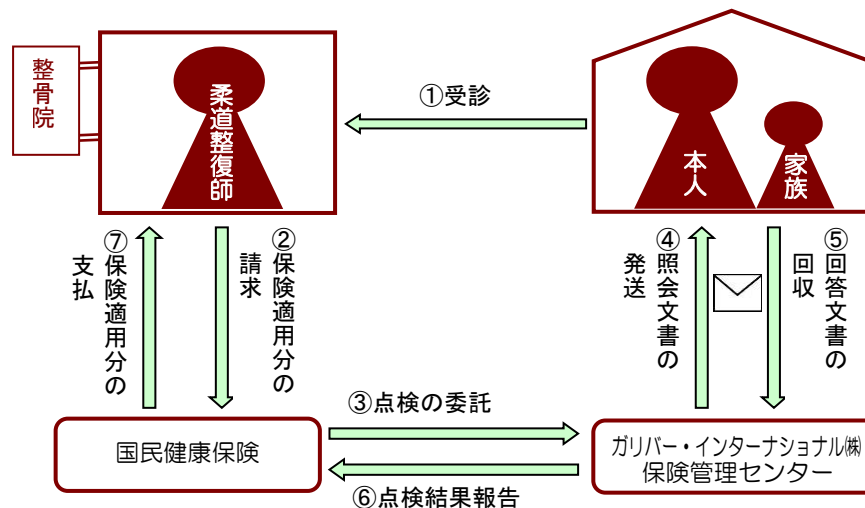 整骨院
柔道整復師
①受診
本人
家族
⑦保険適用分の
支払
②保険適用分の
請求
④照会文書の
発送
⑤回答文書の
回収
③点検の委託
国民健康保険
ガリバー・インターナショナル㈱
保険管理センター
⑥点検結果報告